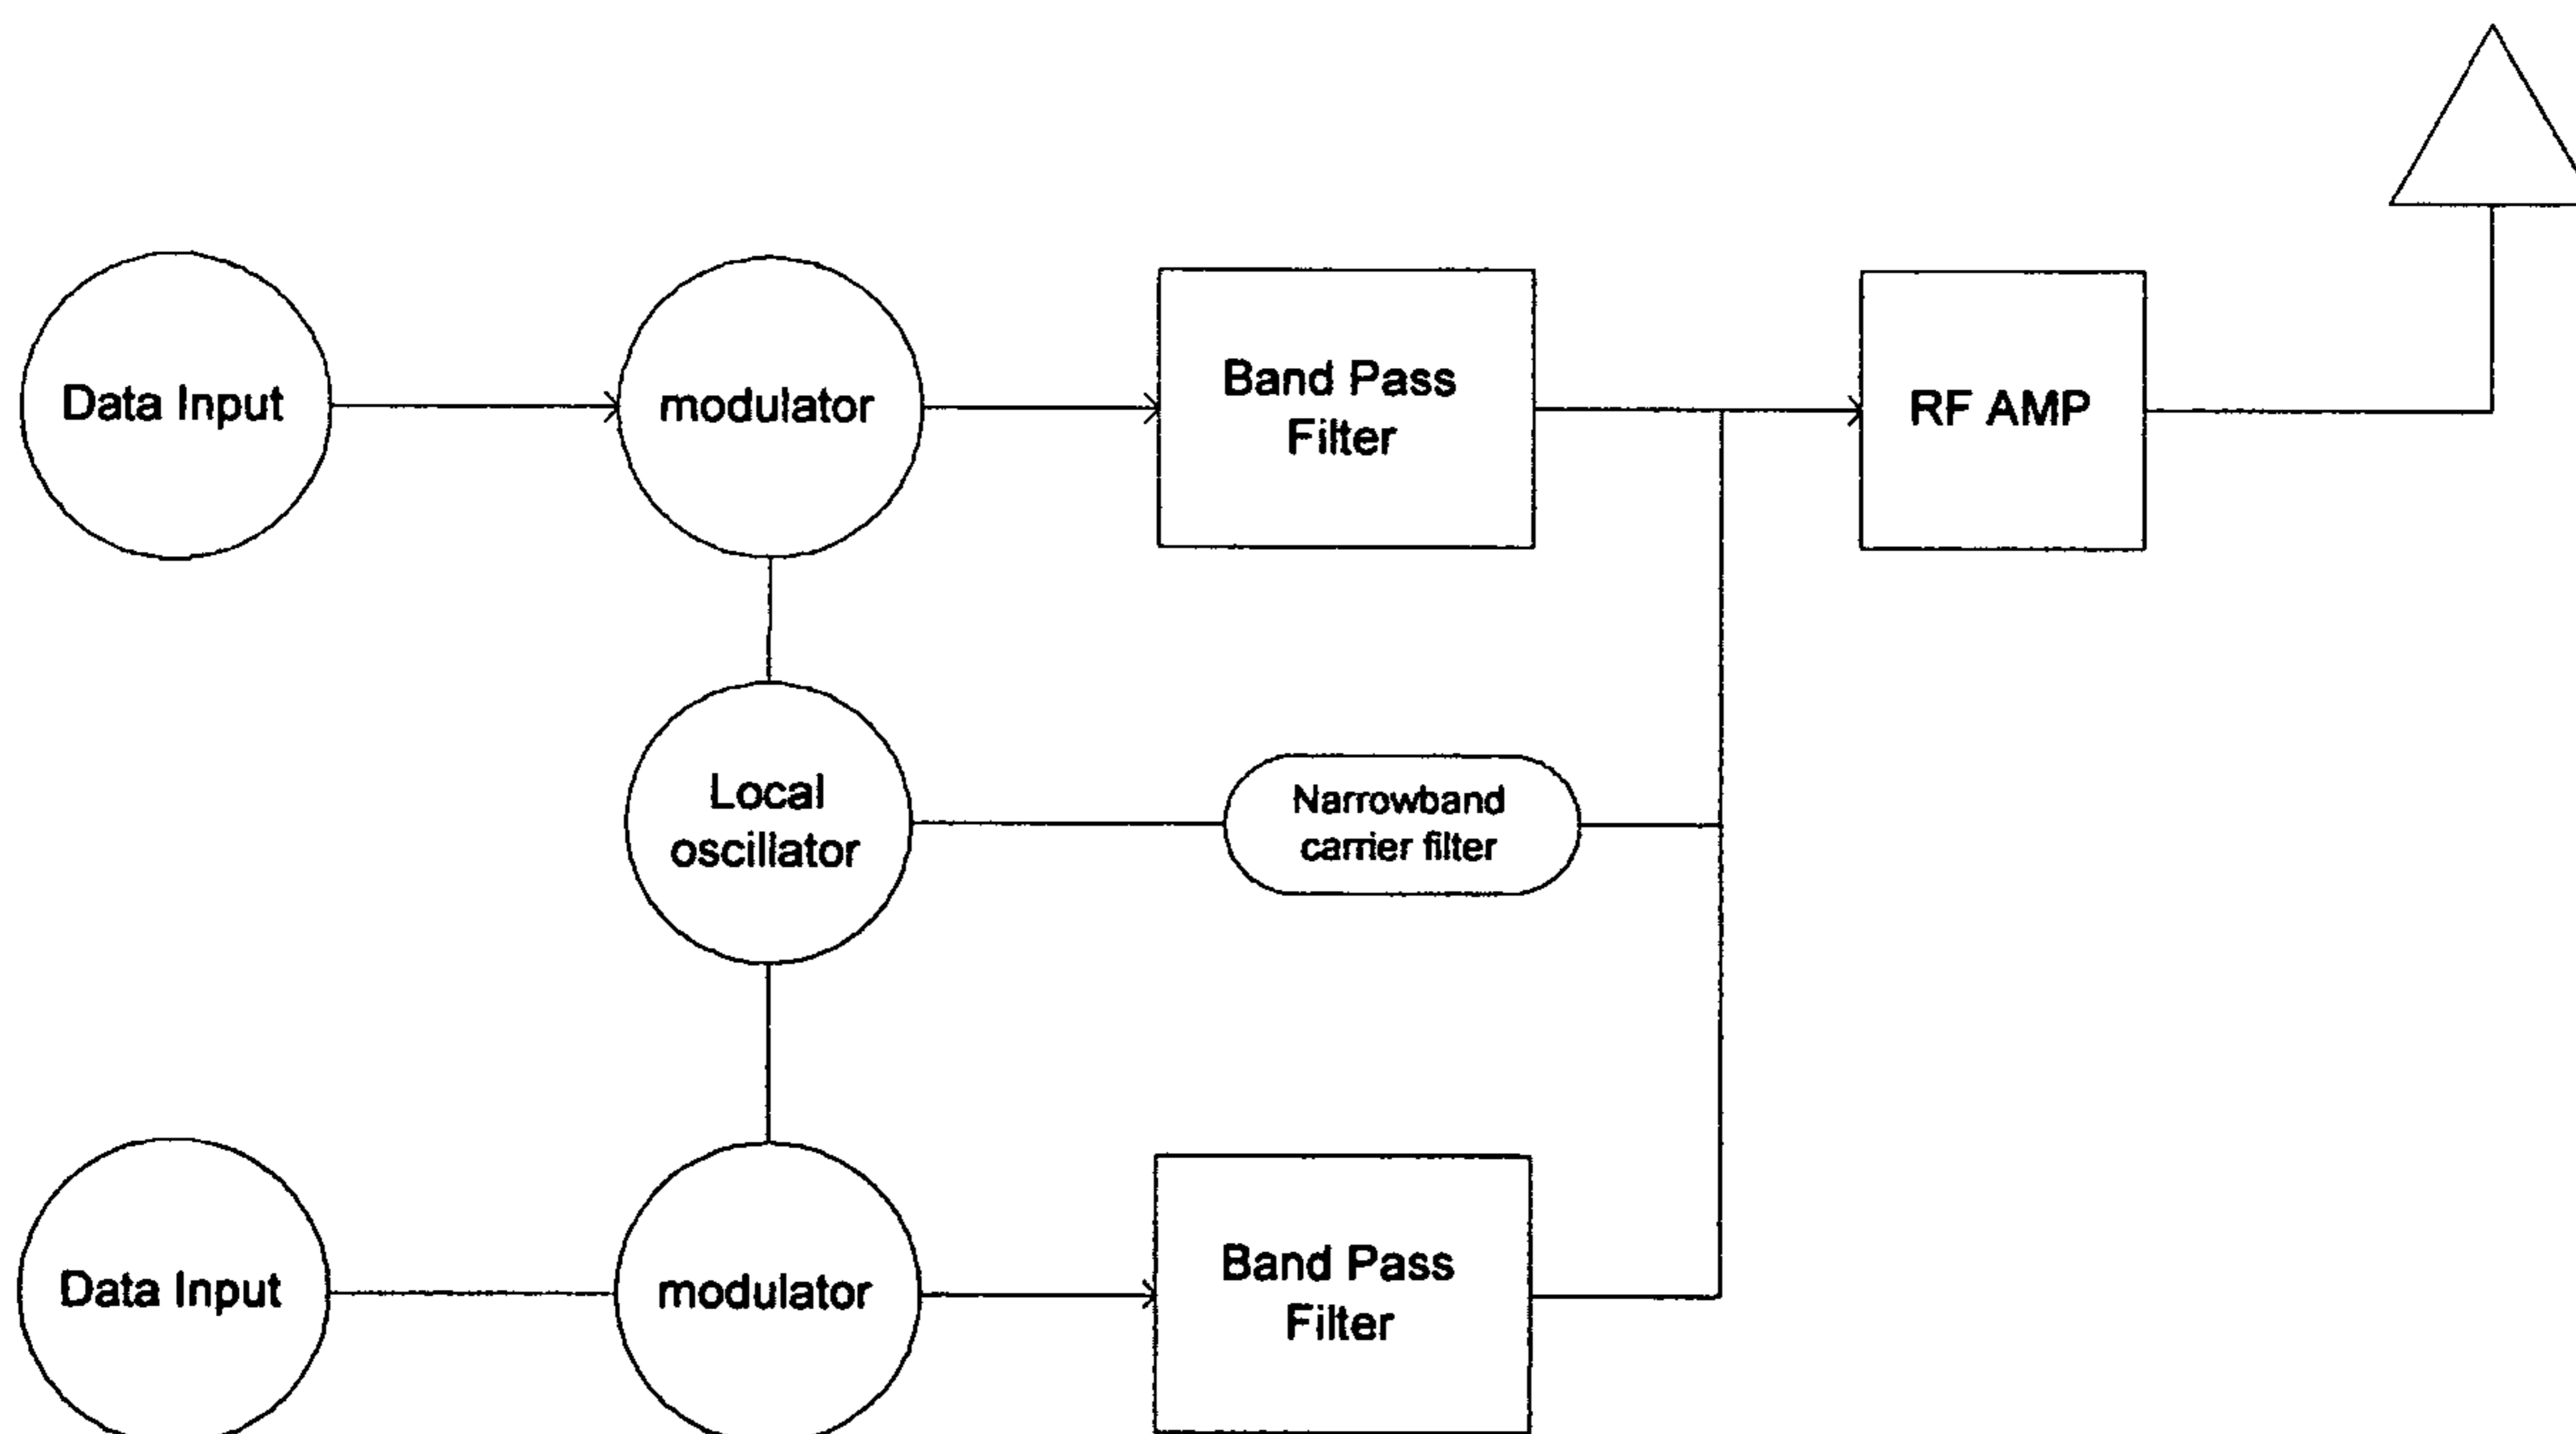 Data Input
modulator
Band Pass
Filter
RF AMP
Local
oscillator
Narrowband
carrier filter
Data Input
modulator
Band Pass
Filter